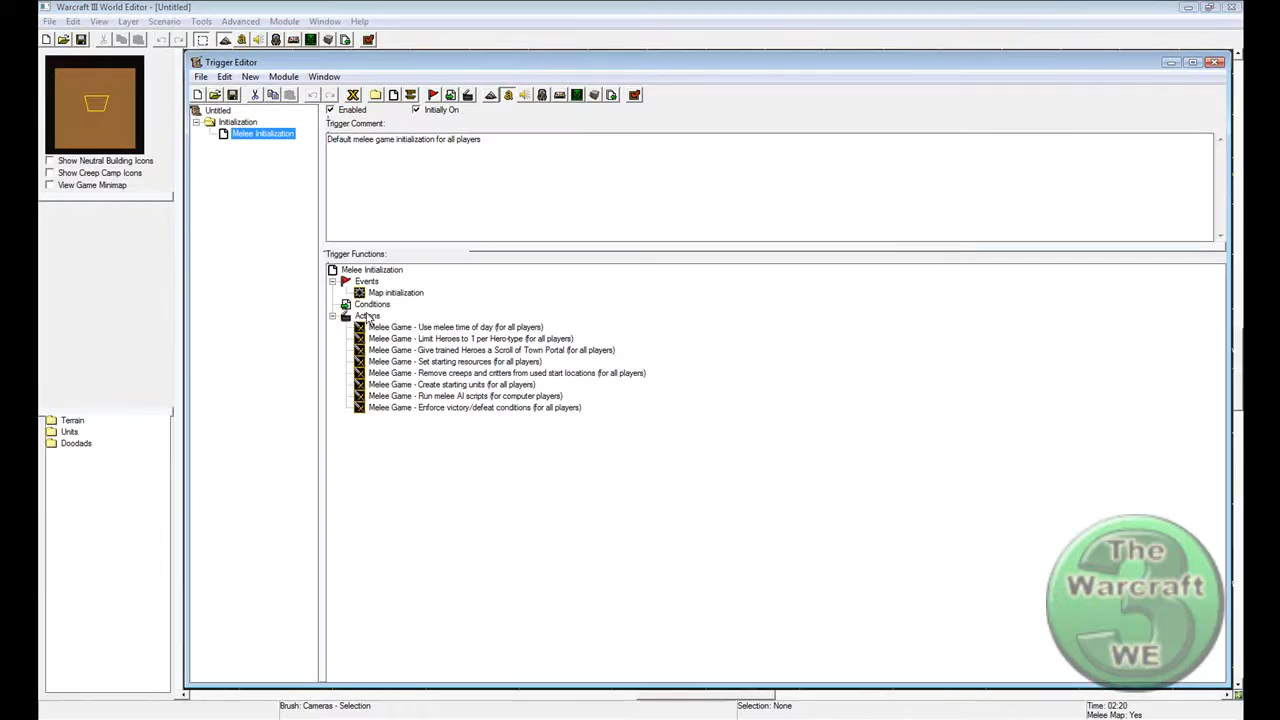 Warcraft III World Editor - [Untitled]
File Edit View Layer Scenario Tools Advanced Module Window Help
Trigger Editor
File Edit New Module Window
Untitled
Initialization
Melee Initialization
Enabled
Initially On
Trigger Comment:
Default melee game initialization for all players
Show Neutral Building Icons
Show Creep Camp Icons
View Game Minimap
Trigger Functions:
Melee Initialization
Events
Map initialization
Conditions
Actions
Melee Game - Use melee time of day (for all players)
Melee Game - Limit Heroes to 1 per Hero-type (for all players)
Melee Game - Give trained Heroes a Scroll of Town Portal (for all players)
Melee Game - Set starting resources (for all players)
Melee Game - Remove creeps and critters from used start locations (for all players)
Melee Game - Create starting units (for all players)
Melee Game - Run melee AI scripts (for computer players)
Melee Game - Enforce victory/defeat conditions (for all players)
Terrain
Units
Doodads
The
Warcraft
3
WE
Brush: Cameras - Selection
Selection: None
Time: 02:20
Melee Map: Yes